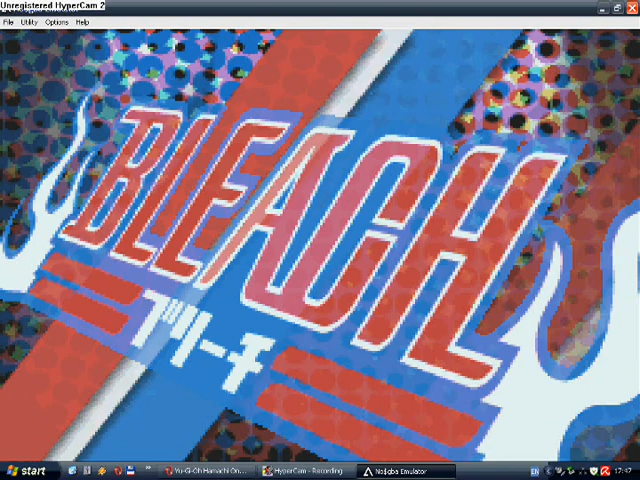 Unregistered HyperCam 2
File Utility Options Help
BLEACH
ブリーチ
start
Yu-Gi-Oh Hamachi On...
HyperCam - Recording
No$gba Emulator
EN
17:47